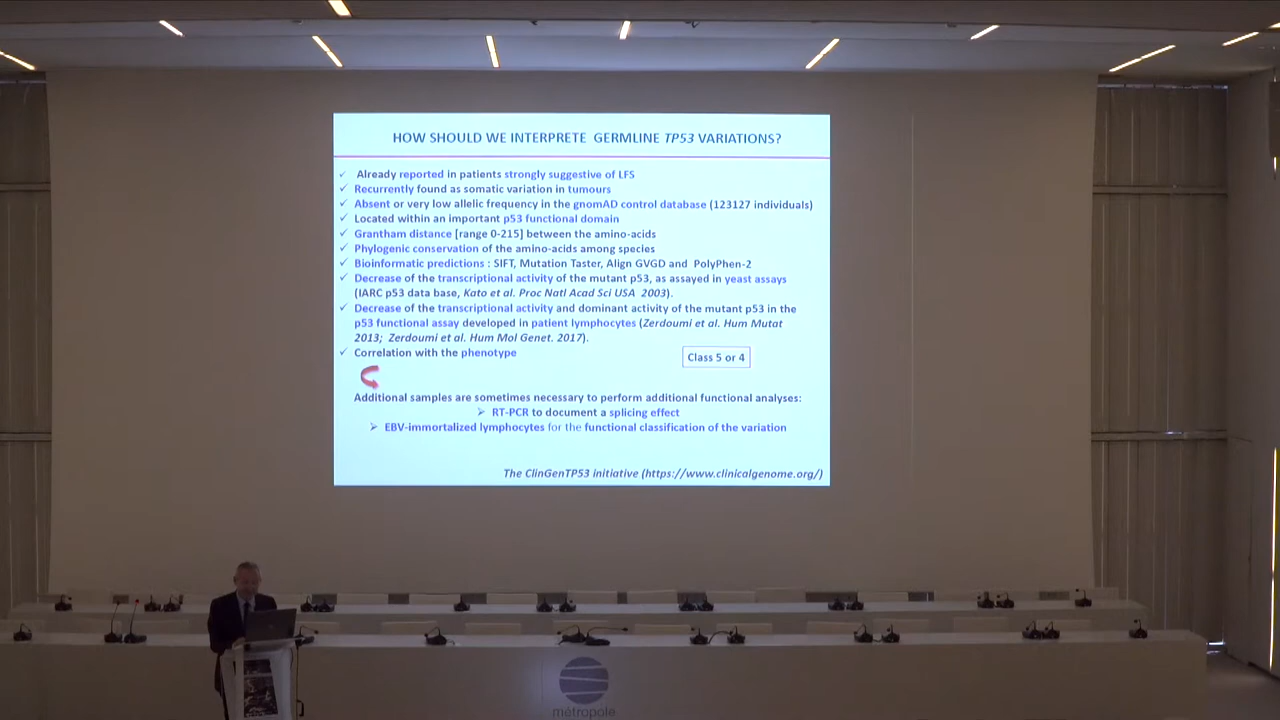 HOW SHOULD WE INTERPRETE GERMLINE TP53 VARIATIONS?
✓ Already reported in patients strongly suggestive of LFS
✓ Recurrently found as somatic variation in tumours
✓ Absent or very low allelic frequency in the gnomAD control database (123127 individuals)
✓ Located within an important p53 functional domain
✓ Grantham distance [range 0-215] between the amino-acids
✓ Phylogenic conservation of the amino-acids among species
✓ Bioinformatic predictions : SIFT, Mutation Taster, Align GVGD and PolyPhen-2
✓ Decrease of the transcriptional activity of the mutant p53, as assayed in yeast assays
(IARC p53 data base, Kato et al. Proc Natl Acad Sci USA 2003).
✓ Decrease of the transcriptional activity and dominant activity of the mutant p53 in the
p53 functional assay developed in patient lymphocytes (Zerdoumi et al. Hum Mutat
2013; Zerdoumi et al. Hum Mol Genet. 2017).
✓ Correlation with the phenotype
Class 5 or 4
Additional samples are sometimes necessary to perform additional functional analyses:
➢ RT-PCR to document a splicing effect
➢ EBV-immortalized lymphocytes for the functional classification of the variation
The ClinGenTP53 initiative (https://www.clinicalgenome.org/)
métropole